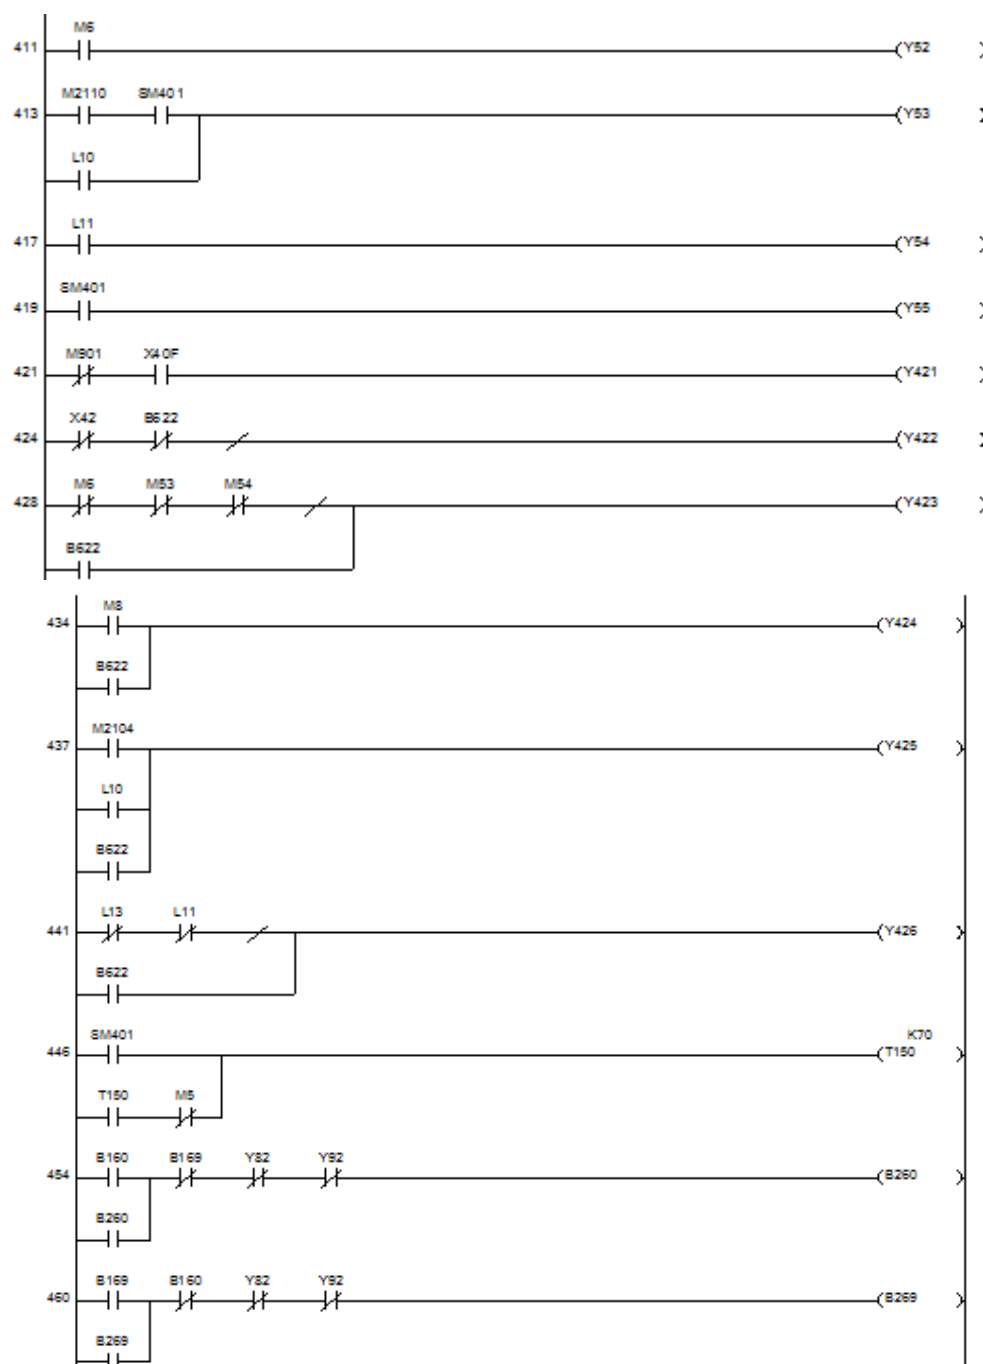 M6
411 Y52
M2110 SM401
413 Y53
L10
L11
417 Y54
SM401
419 Y55
M901 X40F
421 Y421
X42 B622
424 Y422
M6 M53 M54
428 Y423
B622
M8
434 Y424
B622
M2104
437 Y425
L10
B622
L13 L11
441 Y426
B622
SM401 K70
446 T150
T150 M5
B160 B169 Y82 Y92
454 B260
B260
B169 B160 Y82 Y92
460 B269
B269